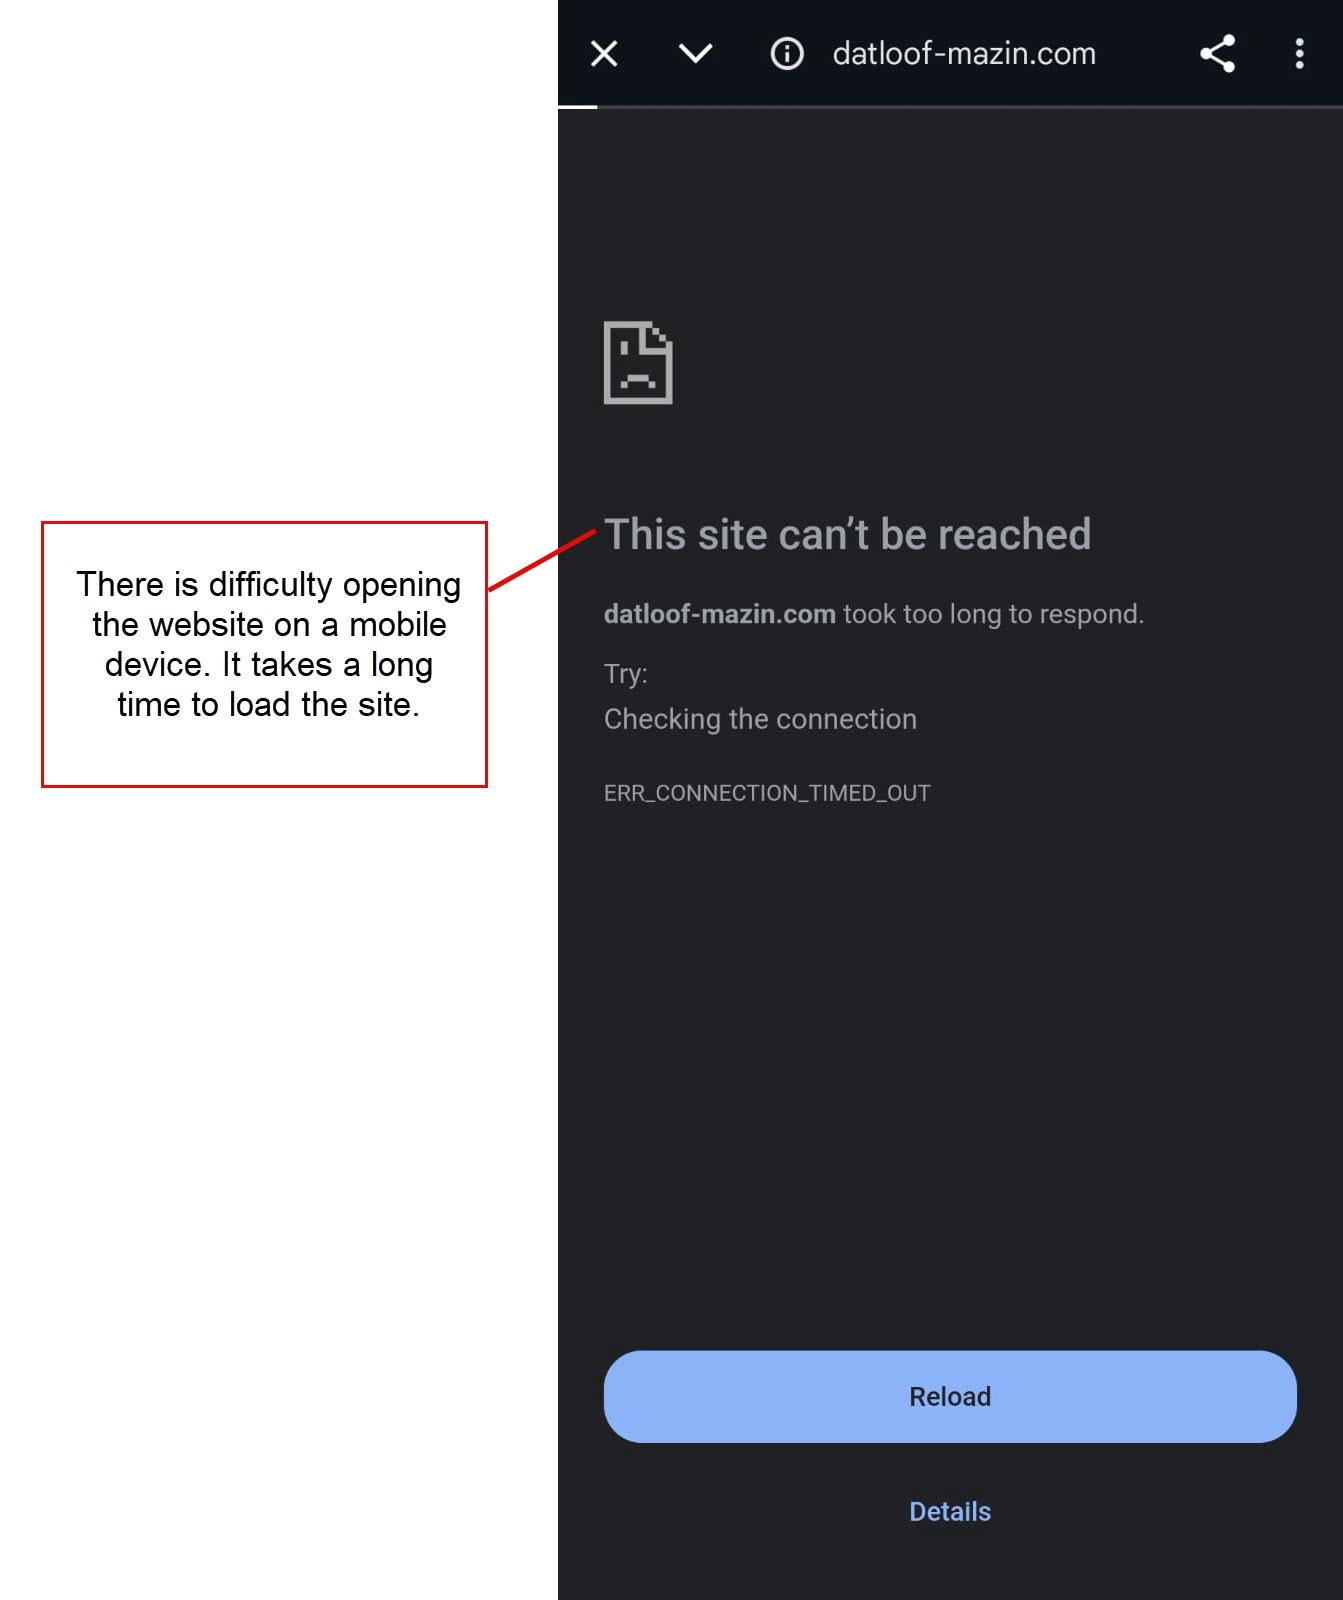 datloof-mazin.com
This site can’t be reached
datloof-mazin.com took too long to respond.
Try:
Checking the connection
ERR_CONNECTION_TIMED_OUT
There is difficulty opening
the website on a mobile
device. It takes a long
time to load the site.
Reload
Details